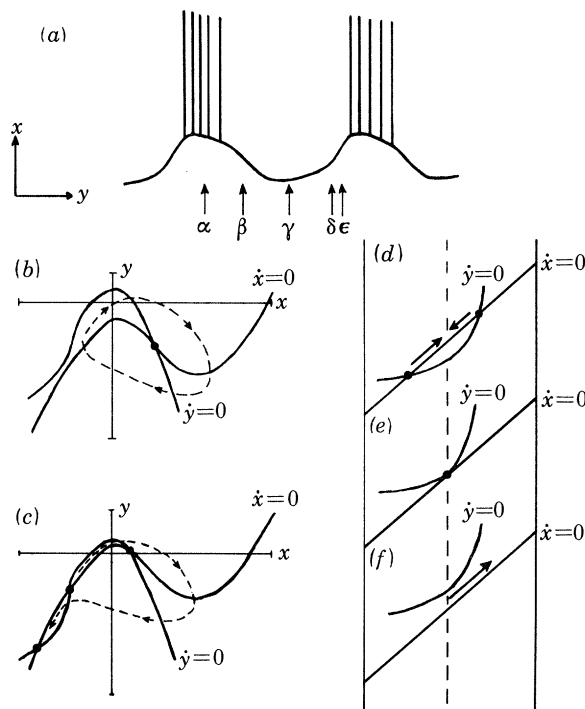 (a)
x
y
α β γ δ ϵ
(b)
y
ẋ=0
x
ẏ=0
(c)
y
ẋ=0
x
ẏ=0
(d)
ẏ=0
ẋ=0
(e)
ẏ=0
ẋ=0
(f)
ẏ=0
ẋ=0